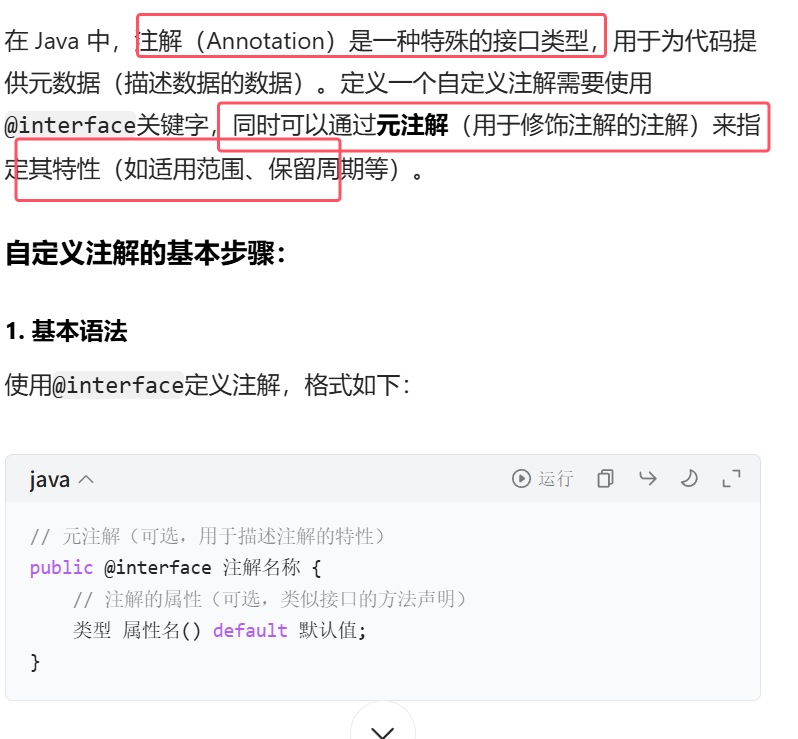 在 Java 中，注解（Annotation）是一种特殊的接口类型，用于为代码提
供元数据（描述数据的数据）。定义一个自定义注解需要使用
@interface关键字，同时可以通过元注解（用于修饰注解的注解）来指
定其特性（如适用范围、保留周期等）。
自定义注解的基本步骤：
1. 基本语法
使用@interface定义注解，格式如下：
java 运行
// 元注解（可选，用于描述注解的特性）
public @interface 注解名称 {
    // 注解的属性（可选，类似接口的方法声明）
    类型 属性名() default 默认值;
}